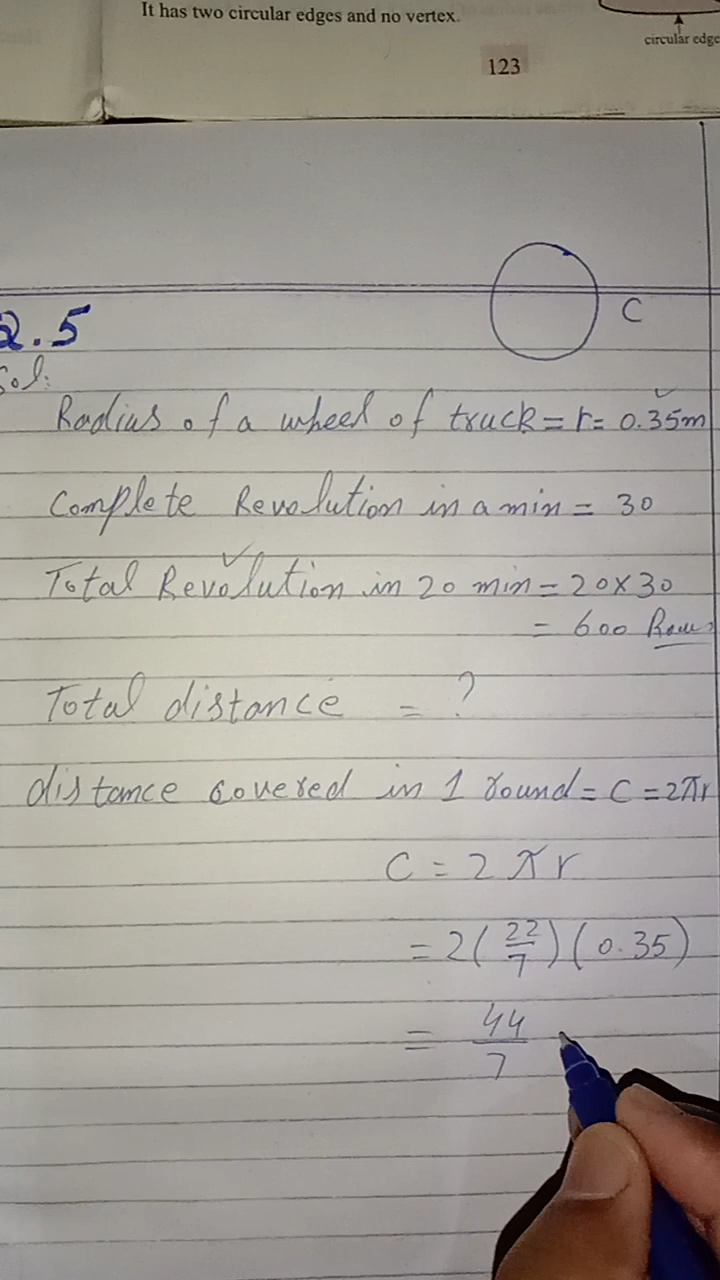 It has two circular edges and no vertex.
circular edge
123
C
Q.5
Sol:
Radius of a wheel of truck = r = 0.35m
Complete Revolution in a min = 30
Total Revolution in 20 min = 20 x 30
= 600
Total distance = ?
distance covered in 1 round = C = 2πr
C = 2πr
= 2(22/7)(0.35)
= 44/7